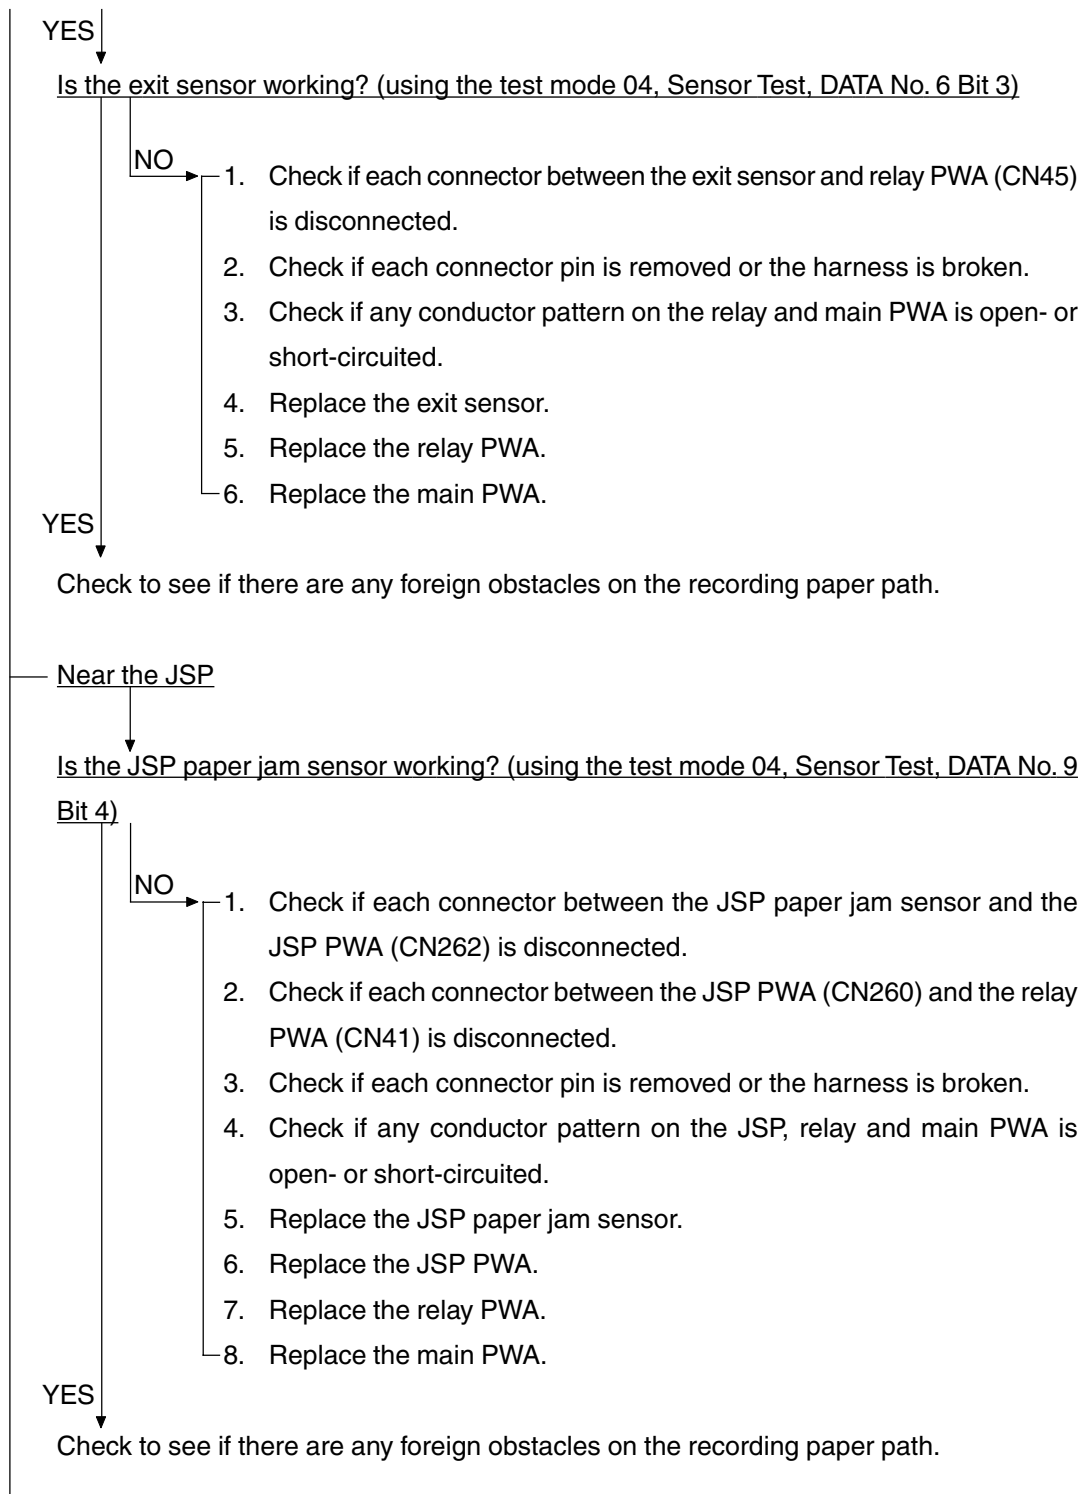 YES
Is the exit sensor working? (using the test mode 04, Sensor Test, DATA No. 6 Bit 3)
NO
1. Check if each connector between the exit sensor and relay PWA (CN45)
is disconnected.
2. Check if each connector pin is removed or the harness is broken.
3. Check if any conductor pattern on the relay and main PWA is open- or
short-circuited.
4. Replace the exit sensor.
5. Replace the relay PWA.
6. Replace the main PWA.
YES
Check to see if there are any foreign obstacles on the recording paper path.
Near the JSP
Is the JSP paper jam sensor working? (using the test mode 04, Sensor Test, DATA No. 9
Bit 4)
NO
1. Check if each connector between the JSP paper jam sensor and the
JSP PWA (CN262) is disconnected.
2. Check if each connector between the JSP PWA (CN260) and the relay
PWA (CN41) is disconnected.
3. Check if each connector pin is removed or the harness is broken.
4. Check if any conductor pattern on the JSP, relay and main PWA is
open- or short-circuited.
5. Replace the JSP paper jam sensor.
6. Replace the JSP PWA.
7. Replace the relay PWA.
8. Replace the main PWA.
YES
Check to see if there are any foreign obstacles on the recording paper path.